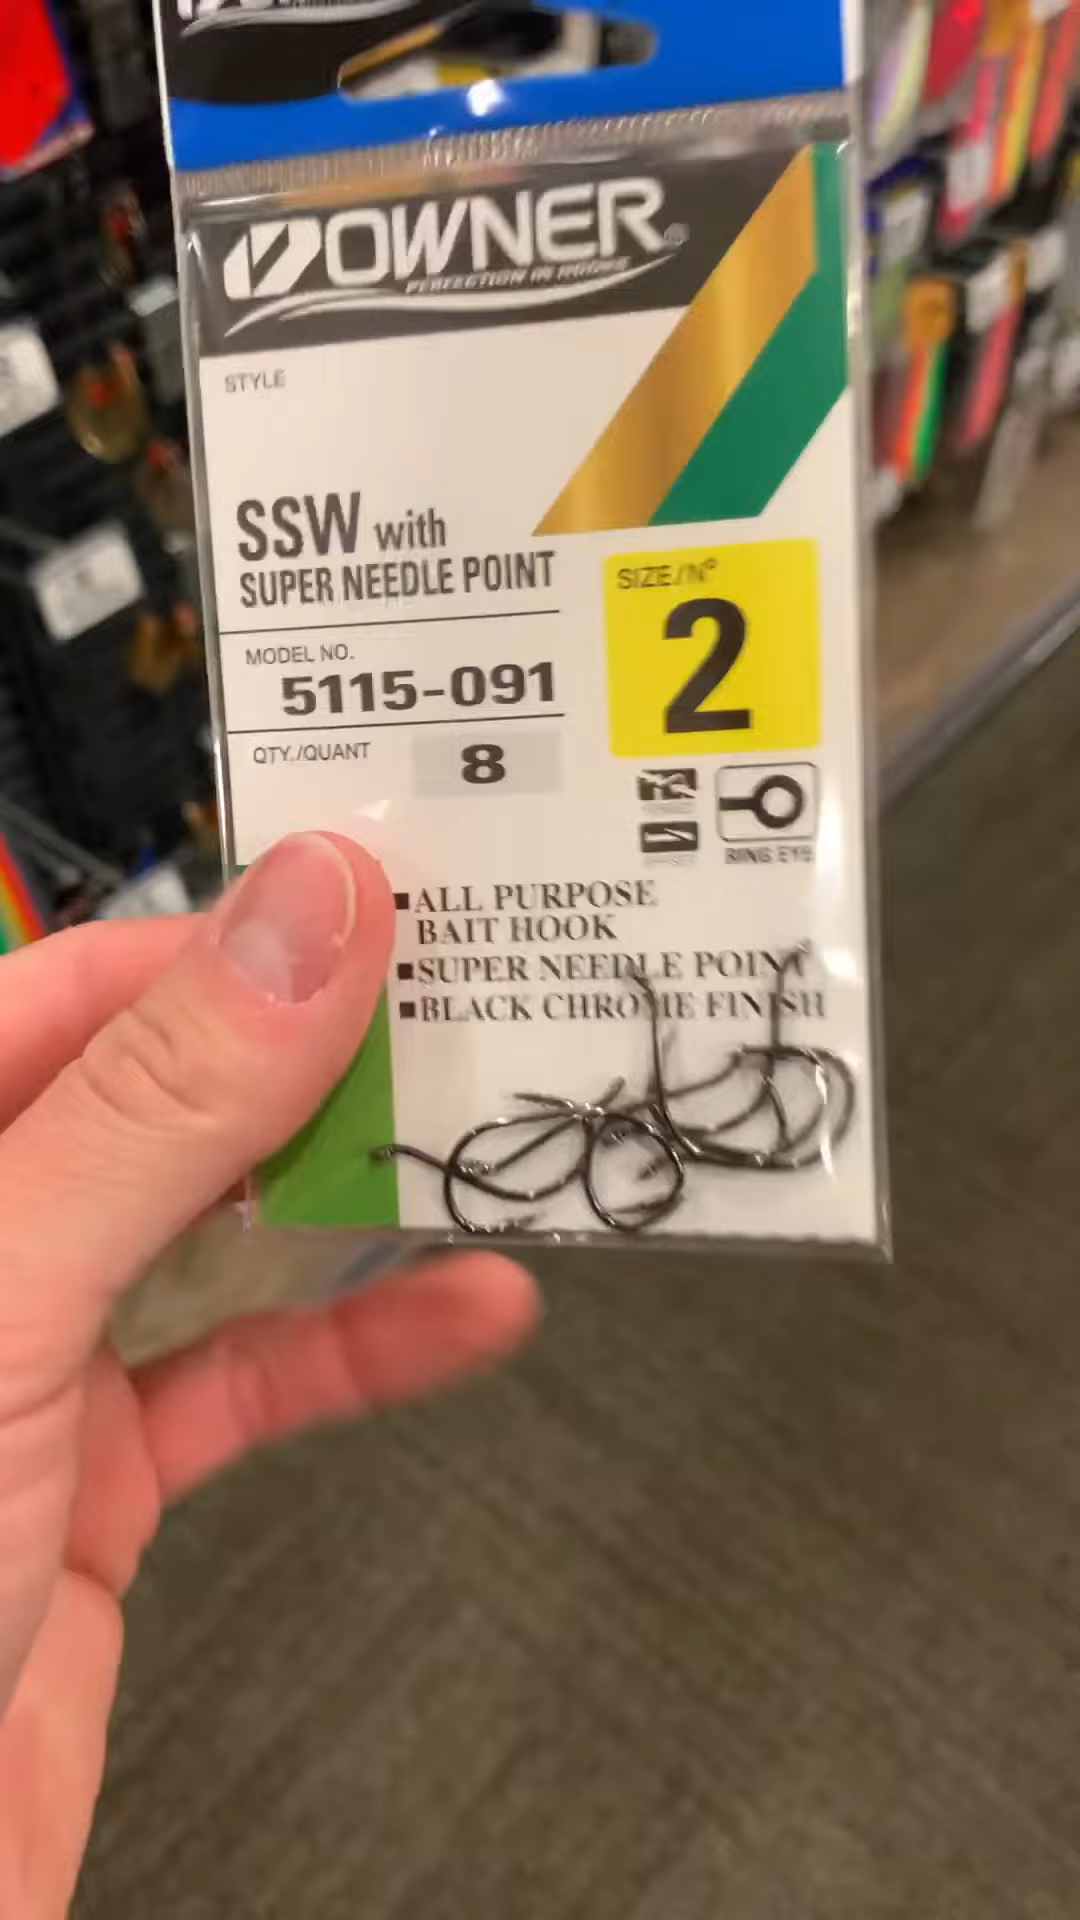 OWNER
PERFECTION IN HOOKS
STYLE
SSW with
SUPER NEEDLE POINT
SIZE/Nº
2
MODEL NO.
5115-091
QTY./QUANT
8
RING EYE
■ALL PURPOSE
BAIT HOOK
■SUPER NEEDLE POINT
■BLACK CHROME FINISH